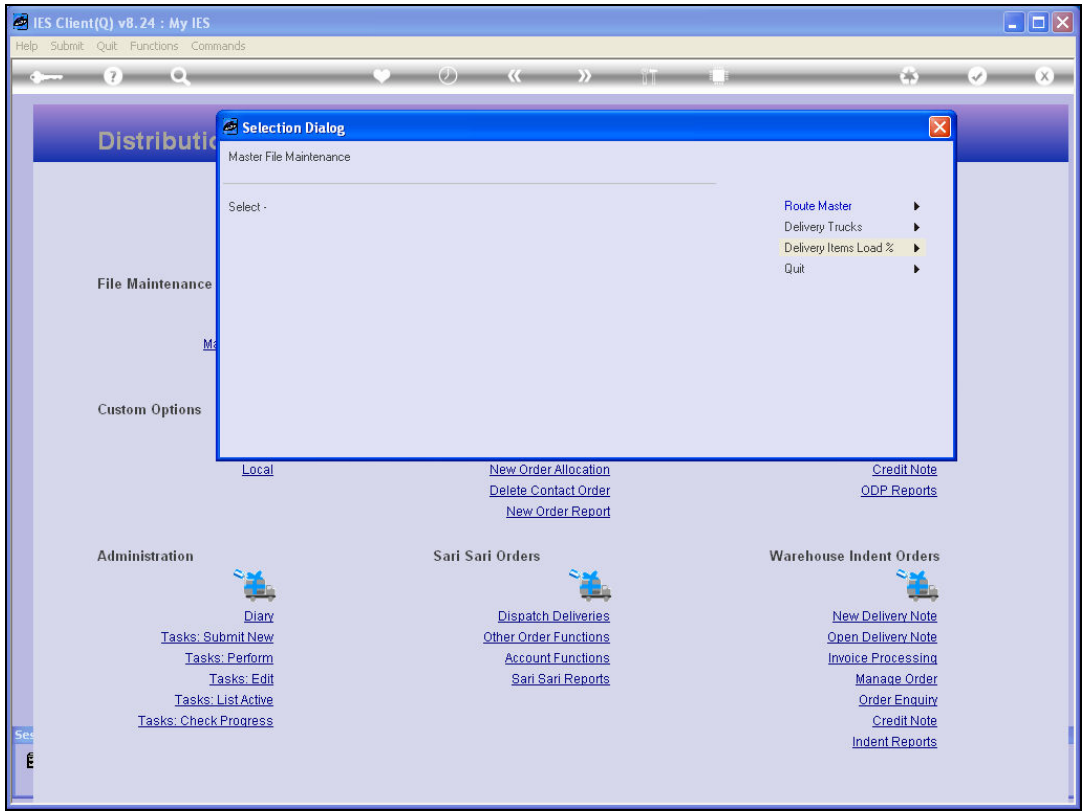 IES Client(Q) v8.24 : My IES
Help Submit Quit Functions Commands
Distributio
Selection Dialog
Master File Maintenance
Select -
Route Master
Delivery Trucks
Delivery Items Load %
Quit
File Maintenance
Ma
Custom Options
Local
New Order Allocation
Delete Contact Order
New Order Report
Credit Note
ODP Reports
Administration
Diary
Tasks: Submit New
Tasks: Perform
Tasks: Edit
Tasks: List Active
Tasks: Check Progress
Sari Sari Orders
Dispatch Deliveries
Other Order Functions
Account Functions
Sari Sari Reports
Warehouse Indent Orders
New Delivery Note
Open Delivery Note
Invoice Processing
Manage Order
Order Enquiry
Credit Note
Indent Reports
Ses